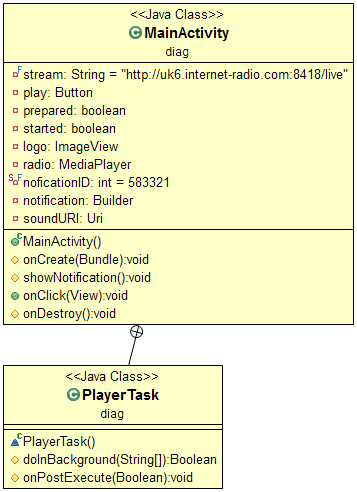 <<Java Class>>
MainActivity
diag
stream: String = "http://uk6.internet-radio.com:8418/live"
play: Button
prepared: boolean
started: boolean
logo: ImageView
radio: MediaPlayer
noficationID: int = 583321
notification: Builder
soundURI: Uri
MainActivity()
onCreate(Bundle):void
showNotification():void
onClick(View):void
onDestroy():void
<<Java Class>>
PlayerTask
diag
PlayerTask()
doInBackground(String[]):Boolean
onPostExecute(Boolean):void